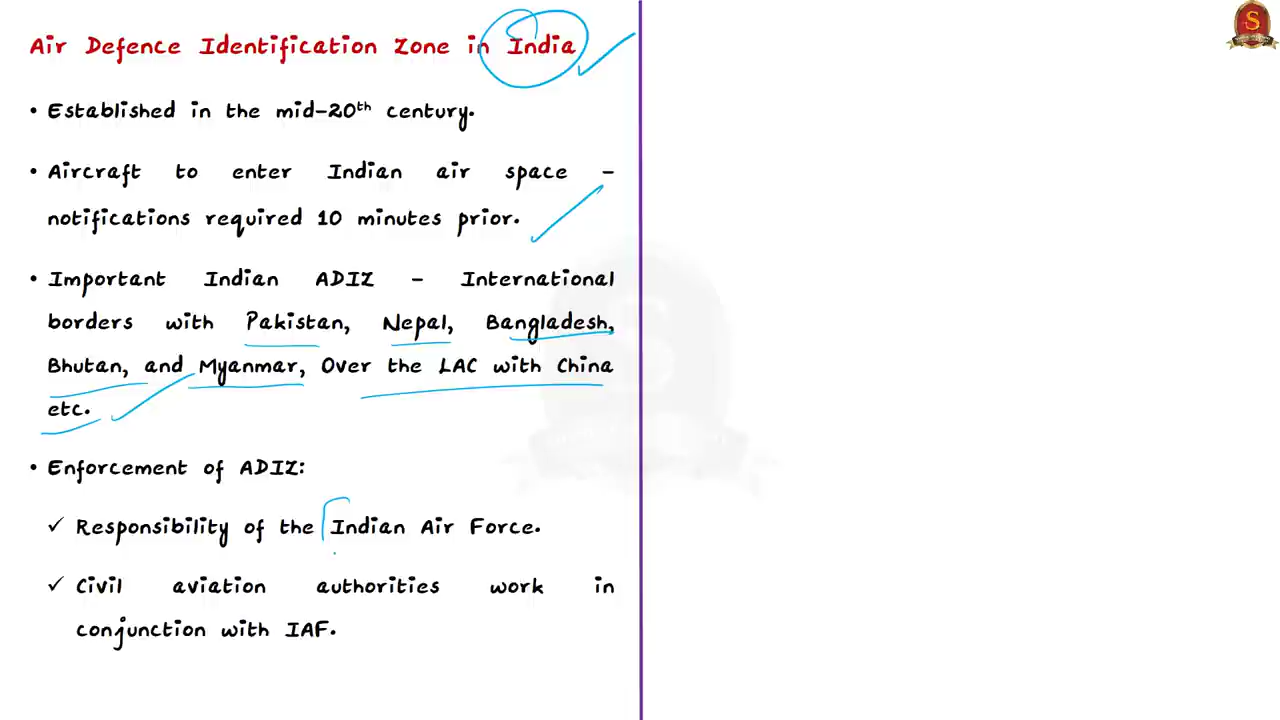 Air Defence Identification Zone in India
• Established in the mid-20th century.
• Aircraft to enter Indian air space –
notifications required 10 minutes prior.
• Important Indian ADIZ – International
borders with Pakistan, Nepal, Bangladesh,
Bhutan, and Myanmar, Over the LAC with China
etc.
• Enforcement of ADIZ:
✓ Responsibility of the Indian Air Force.
✓ Civil aviation authorities work in
conjunction with IAF.
S